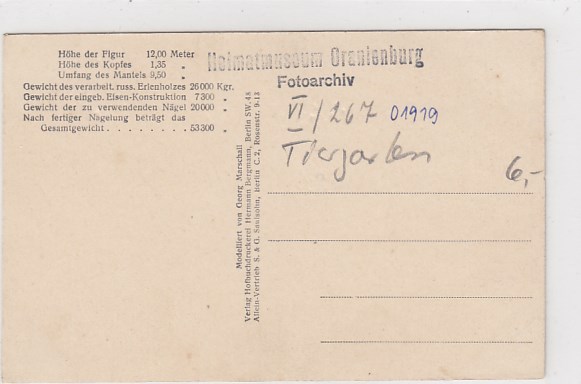 Höhe der Figur 12,00 Meter
Höhe des Kopfes 1,35 „
Umfang des Mantels 9,50 „
Gewicht des verarbeit. russ. Erlenholzes 26000 Kgr.
Gewicht der eingeb. Eisen-Konstruktion 7300 „
Gewicht der zu verwendenden Nägel 20000 „
Nach fertiger Nagelung beträgt das
Gesamtgewicht . . . . . . . . 53300 „
Heimatmuseum Oranienburg
Fotoarchiv
VI/267 01919
Tiergarten
6,-
Modelliert von Georg Marschall
Verlag Hofbuchdruckerei Hermann Bergmann, Berlin SW. 48
Allein-Vertrieb S. & G. Saulsohn, Berlin C. 2, Rosenstr. 9-13